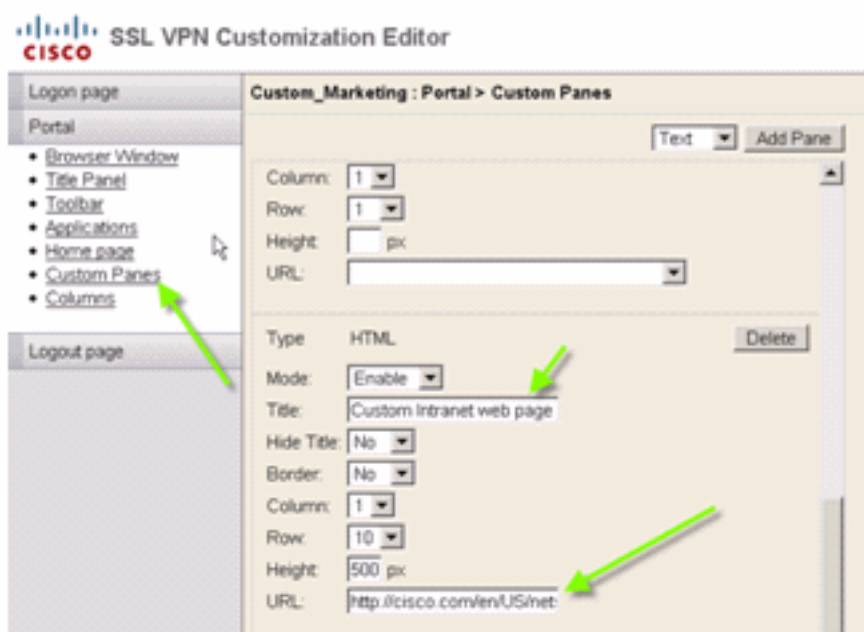 CISCO SSL VPN Customization Editor
Logon page
Portal
Browser Window
Title Panel
Toolbar
Applications
Home page
Custom Panes
Columns
Logout page
Custom_Marketing : Portal > Custom Panes
Text Add Pane
Column: 1
Row: 1
Height: px
URL:
Type HTML Delete
Mode: Enable
Title: Custom Intranet web page
Hide Title: No
Border: No
Column: 1
Row: 10
Height: 500 px
URL: http://cisco.com/en/US/net